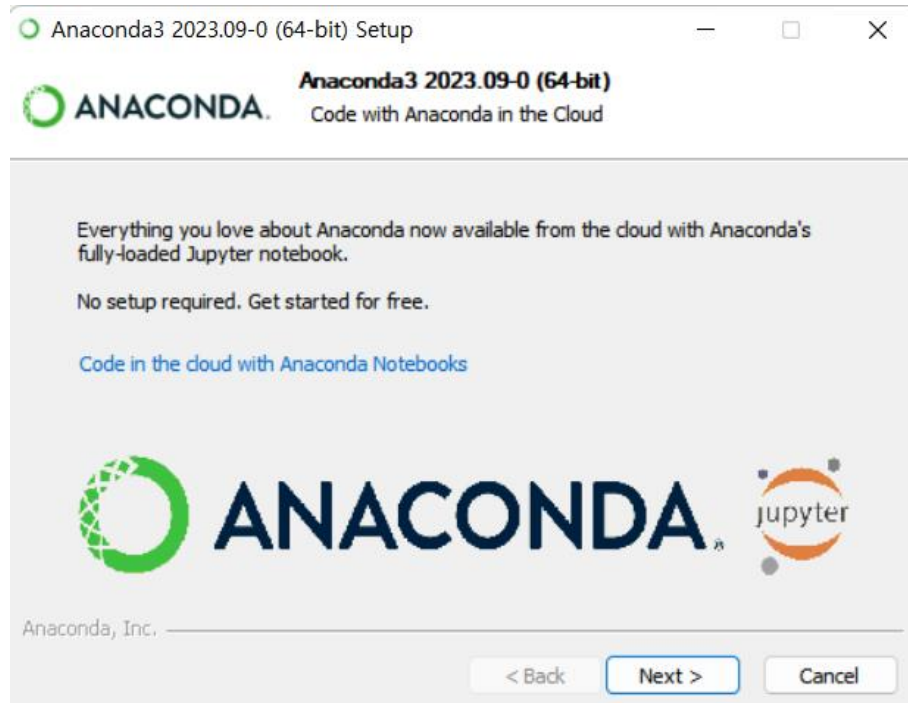 Anaconda3 2023.09-0 (64-bit) Setup
Anaconda3 2023.09-0 (64-bit)
ANACONDA.
Code with Anaconda in the Cloud
Everything you love about Anaconda now available from the cloud with Anaconda's
fully-loaded Jupyter notebook.
No setup required. Get started for free.
Code in the cloud with Anaconda Notebooks
ANACONDA.
jupyter
Anaconda, Inc.
< Back
Next >
Cancel